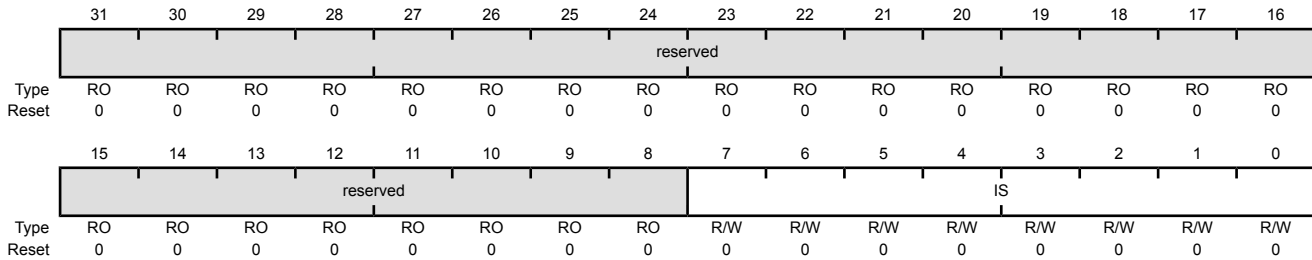 31 30 29 28 27 26 25 24 23 22 21 20 19 18 17 16
reserved
Type RO RO RO RO RO RO RO RO RO RO RO RO RO RO RO RO
Reset 0 0 0 0 0 0 0 0 0 0 0 0 0 0 0 0
15 14 13 12 11 10 9 8 7 6 5 4 3 2 1 0
reserved IS
Type RO RO RO RO RO RO RO RO R/W R/W R/W R/W R/W R/W R/W R/W
Reset 0 0 0 0 0 0 0 0 0 0 0 0 0 0 0 0